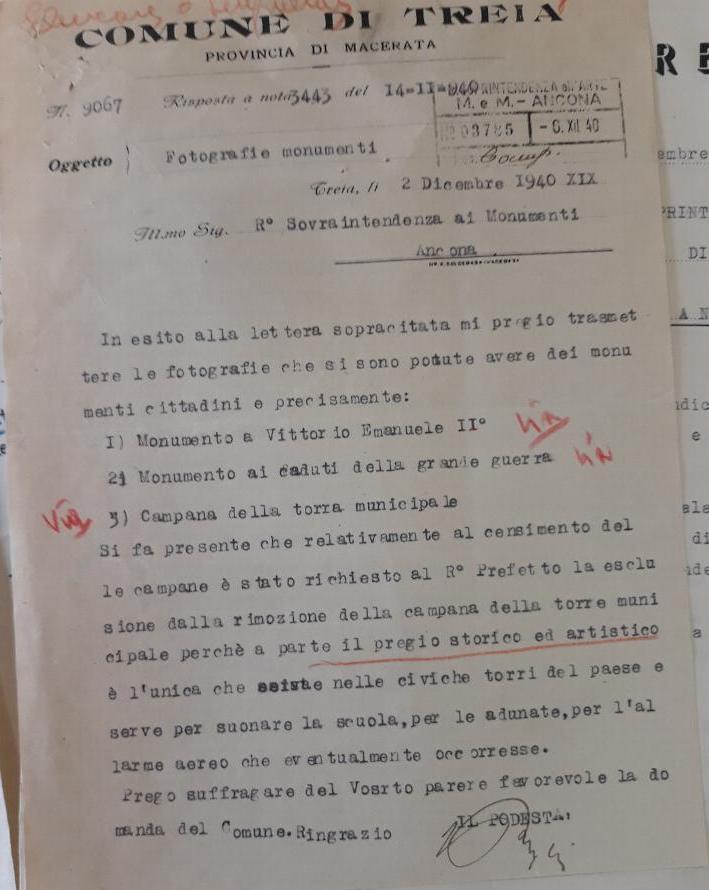 COMUNE DI TREIA
PROVINCIA DI MACERATA
N. 9067 Risposta a nota 3443 del 14-II-940
M. e M. - ANCONA
03785 - 6. XII 40
Oggetto } Fotografie monumenti
Treia, li 2 Dicembre 1940 XIX
Ill.mo Sig. R° Sovraintendenza ai Monumenti
Ancona
In esito alla lettera sopracitata mi pregio trasmet
tere le fotografie che si sono potute avere dei monu
menti cittadini e precisamente:
I) Monumento a Vittorio Emanuele II°
2) Monumento ai caduti della grande guerra
3) Campana della torra municipale
Si fa presente che relativamente al censimento del
le campane è stato richiesto al R° Prefetto la esclu
sione dalla rimozione della campana della torre muni
cipale perchè a parte il pregio storico ed artistico
è l'unica che nelle civiche torri del paese e
serve per suonare la scuola,per le adunate,per l'al
larme aereo che eventualmente occorresse.
Prego suffragare del Vosrto parere favorevole la do
manda del Comune.Ringrazio
IL PODESTA'